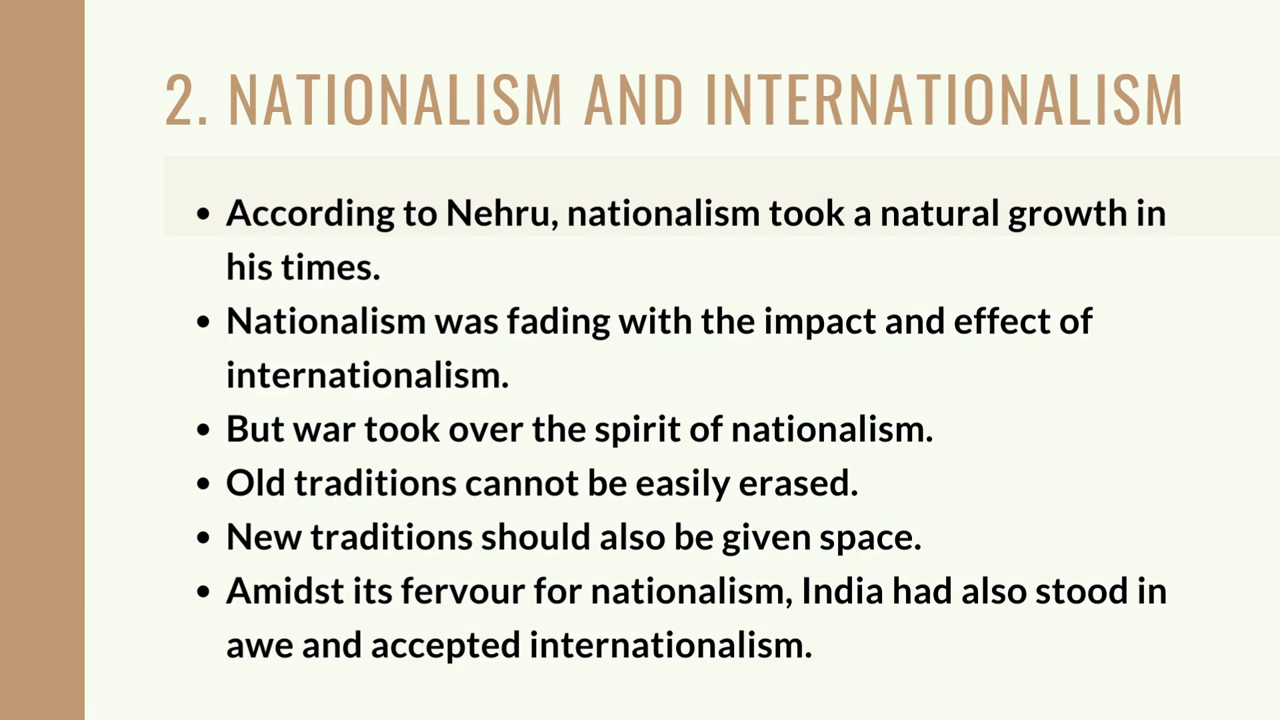 2. NATIONALISM AND INTERNATIONALISM
• According to Nehru, nationalism took a natural growth in
his times.
• Nationalism was fading with the impact and effect of
internationalism.
• But war took over the spirit of nationalism.
• Old traditions cannot be easily erased.
• New traditions should also be given space.
• Amidst its fervour for nationalism, India had also stood in
awe and accepted internationalism.